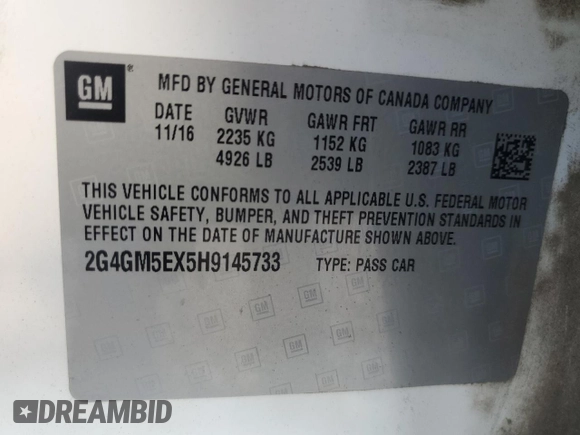 GM
MFD BY GENERAL MOTORS OF CANADA COMPANY
DATE GVWR GAWR FRT GAWR RR
11/16 2235 KG 1152 KG 1083 KG
4926 LB 2539 LB 2387 LB
THIS VEHICLE CONFORMS TO ALL APPLICABLE U.S. FEDERAL MOTOR
VEHICLE SAFETY, BUMPER, AND THEFT PREVENTION STANDARDS IN
EFFECT ON THE DATE OF MANUFACTURE SHOWN ABOVE.
2G4GM5EX5H9145733 TYPE: PASS CAR
DREAMBID